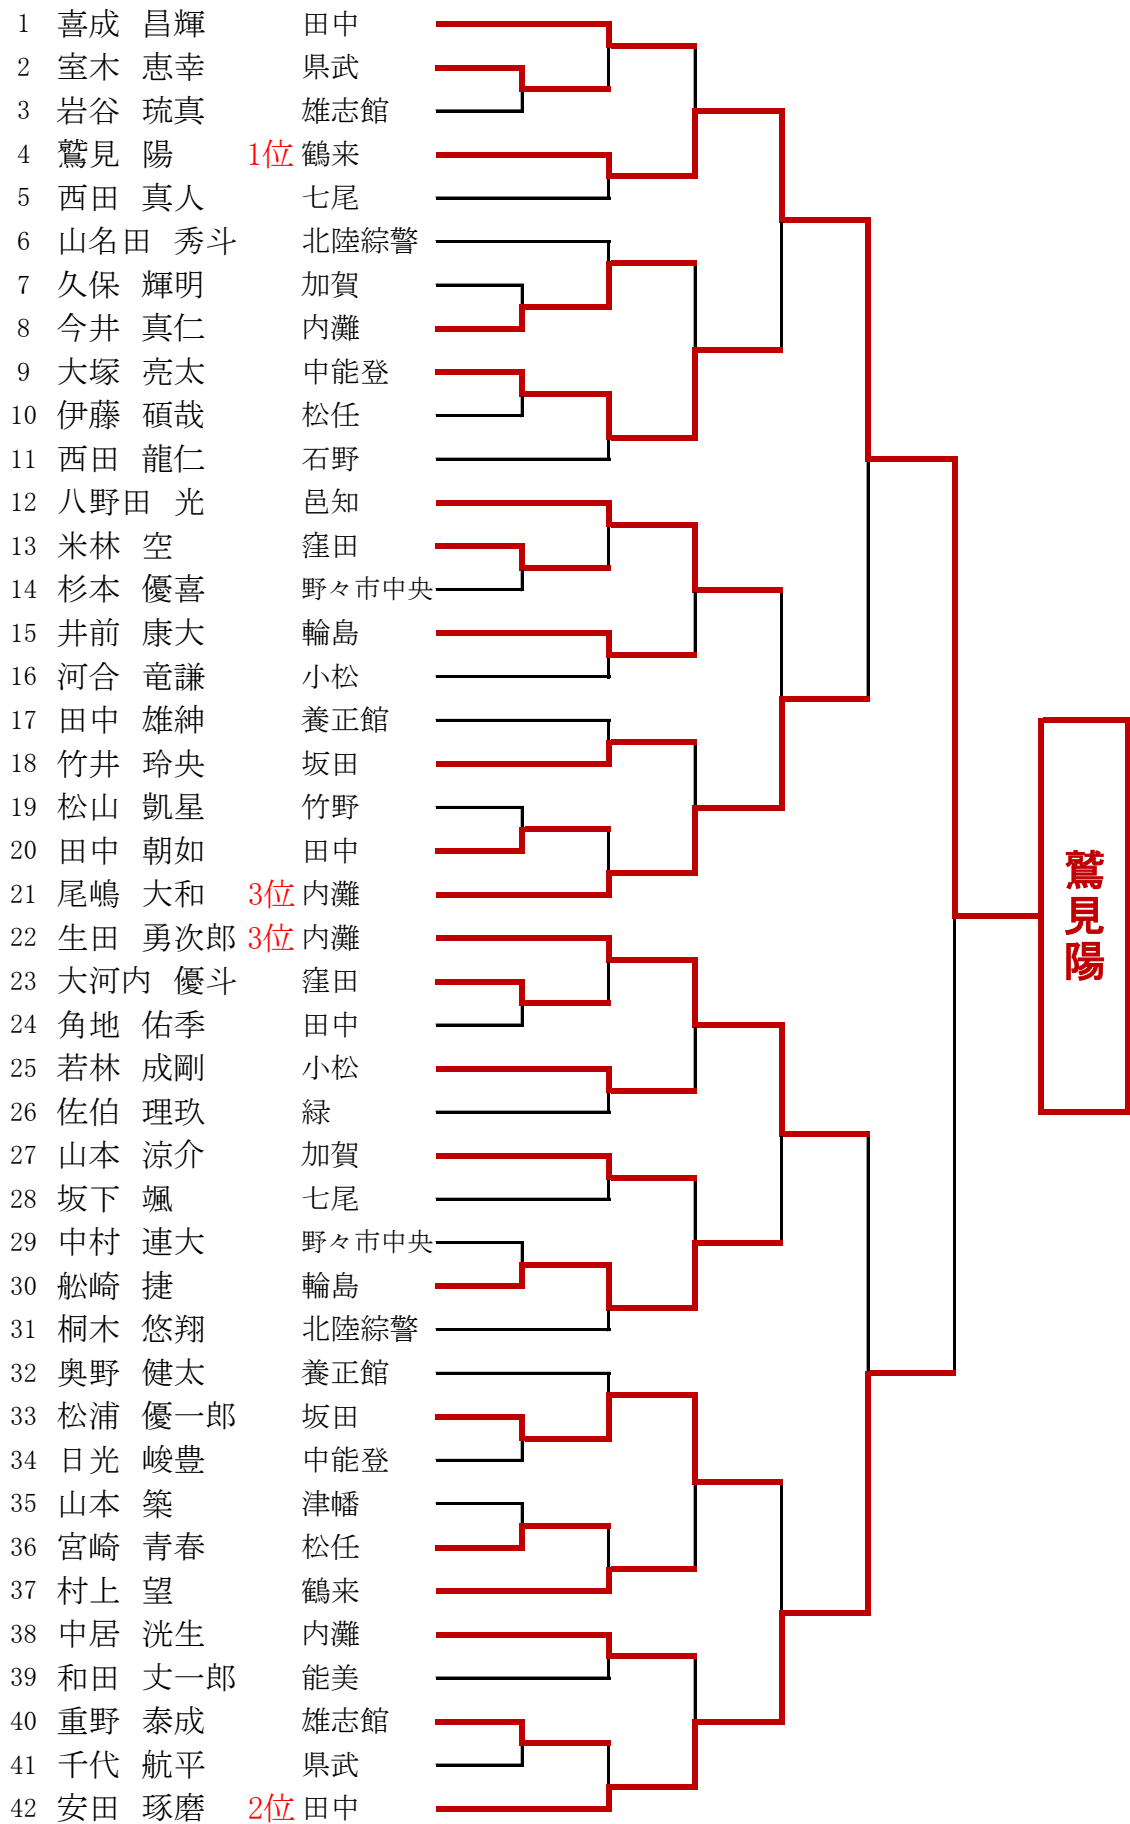 1 喜成 昌輝 田中
2 室木 恵幸 県武
3 岩谷 琉真 雄志館
4 鷲見 陽 1位 鶴来
5 西田 真人 七尾
6 山名田 秀斗 北陸綜警
7 久保 輝明 加賀
8 今井 真仁 内灘
9 大塚 亮太 中能登
10 伊藤 碩哉 松任
11 西田 龍仁 石野
12 八野田 光 邑知
13 米林 空 窪田
14 杉本 優喜 野々市中央
15 井前 康大 輪島
16 河合 竜謙 小松
17 田中 雄紳 養正館
18 竹井 玲央 坂田
19 松山 凱星 竹野
20 田中 朝如 田中
21 尾嶋 大和 3位 内灘
22 生田 勇次郎 3位 内灘
23 大河内 優斗 窪田
24 角地 佑季 田中
25 若林 成剛 小松
26 佐伯 理玖 緑
27 山本 涼介 加賀
28 坂下 颯 七尾
29 中村 連大 野々市中央
30 舩崎 捷 輪島
31 桐木 悠翔 北陸綜警
32 奥野 健太 養正館
33 松浦 優一郎 坂田
34 日光 峻豊 中能登
35 山本 築 津幡
36 宮崎 青春 松任
37 村上 望 鶴来
38 中居 洸生 内灘
39 和田 丈一郎 能美
40 重野 泰成 雄志館
41 千代 航平 県武
42 安田 琢磨 2位 田中
鷲見陽